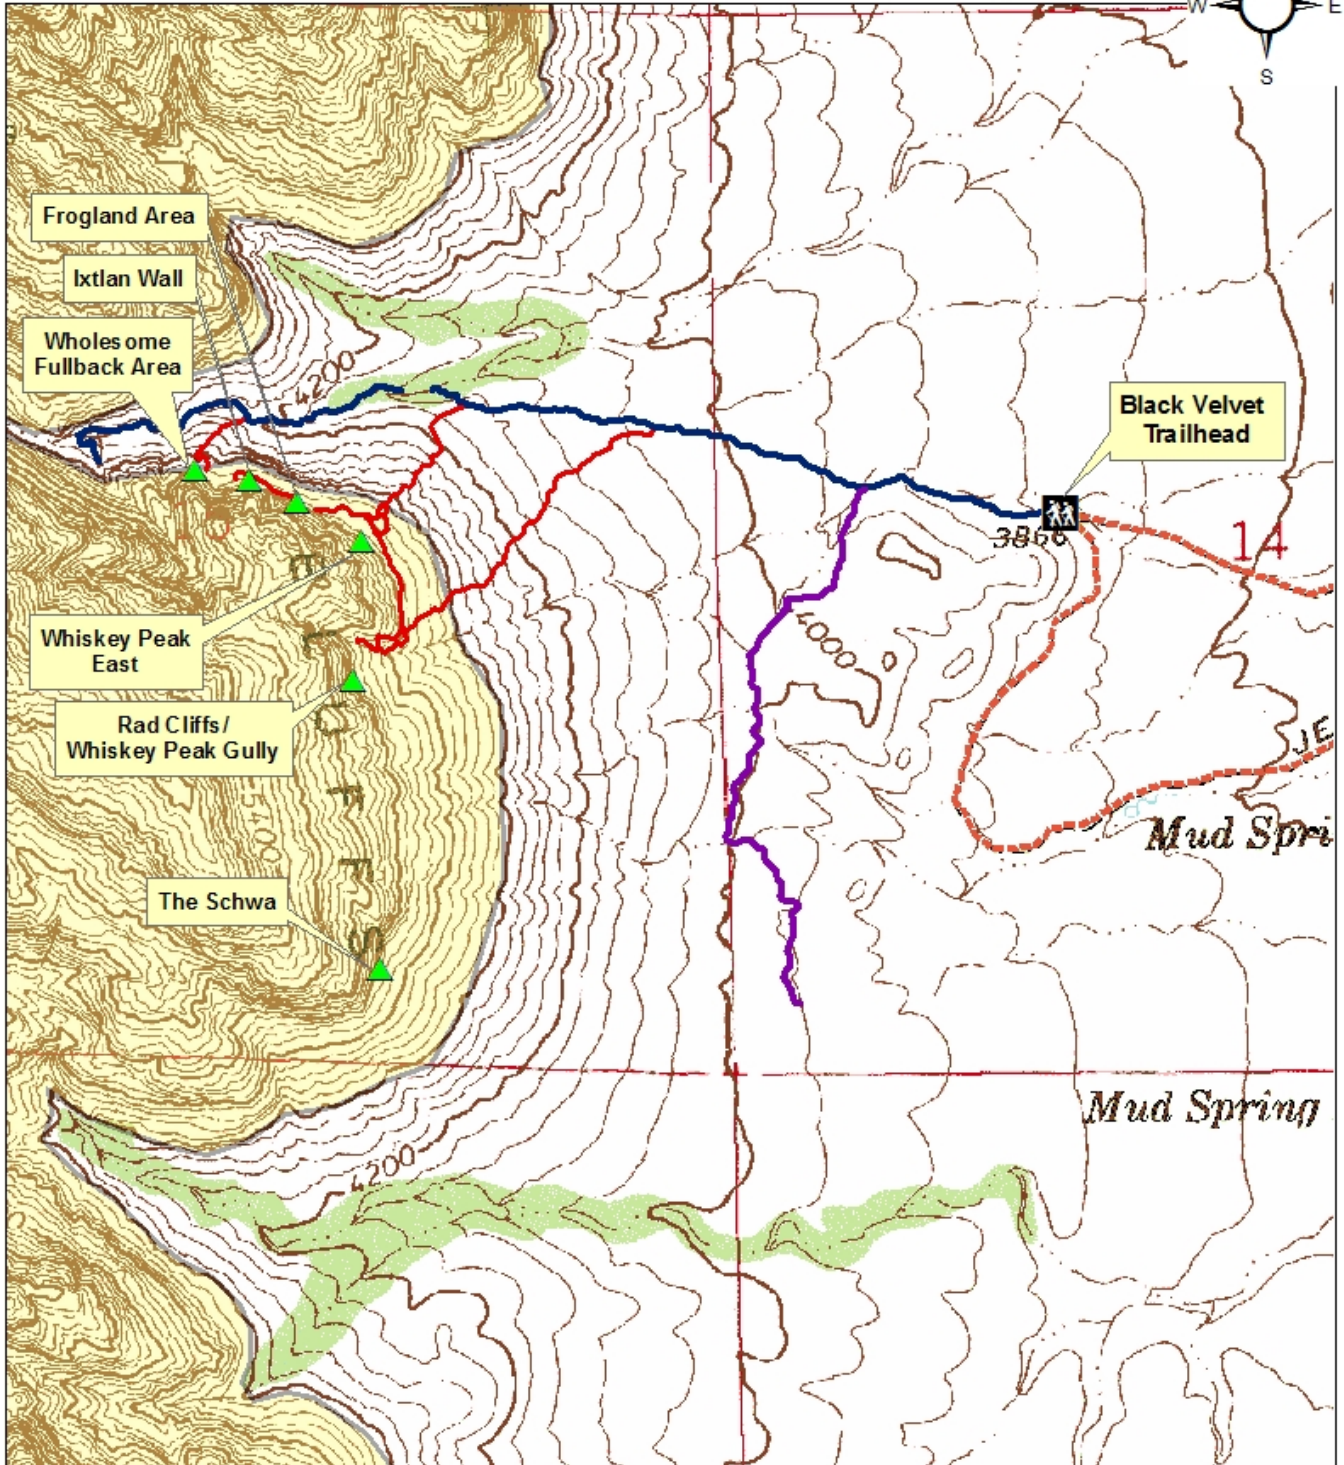 W
E
S
Frogland Area
Ixtlan Wall
Wholesome
Fullback Area
4200
Black Velvet
Trailhead
3866
14
4000
Whiskey Peak
East
Rad Cliffs/
Whiskey Peak Gully
C
L
I
F
F
S
JE
Mud Spri
The Schwa
Mud Spring
4200